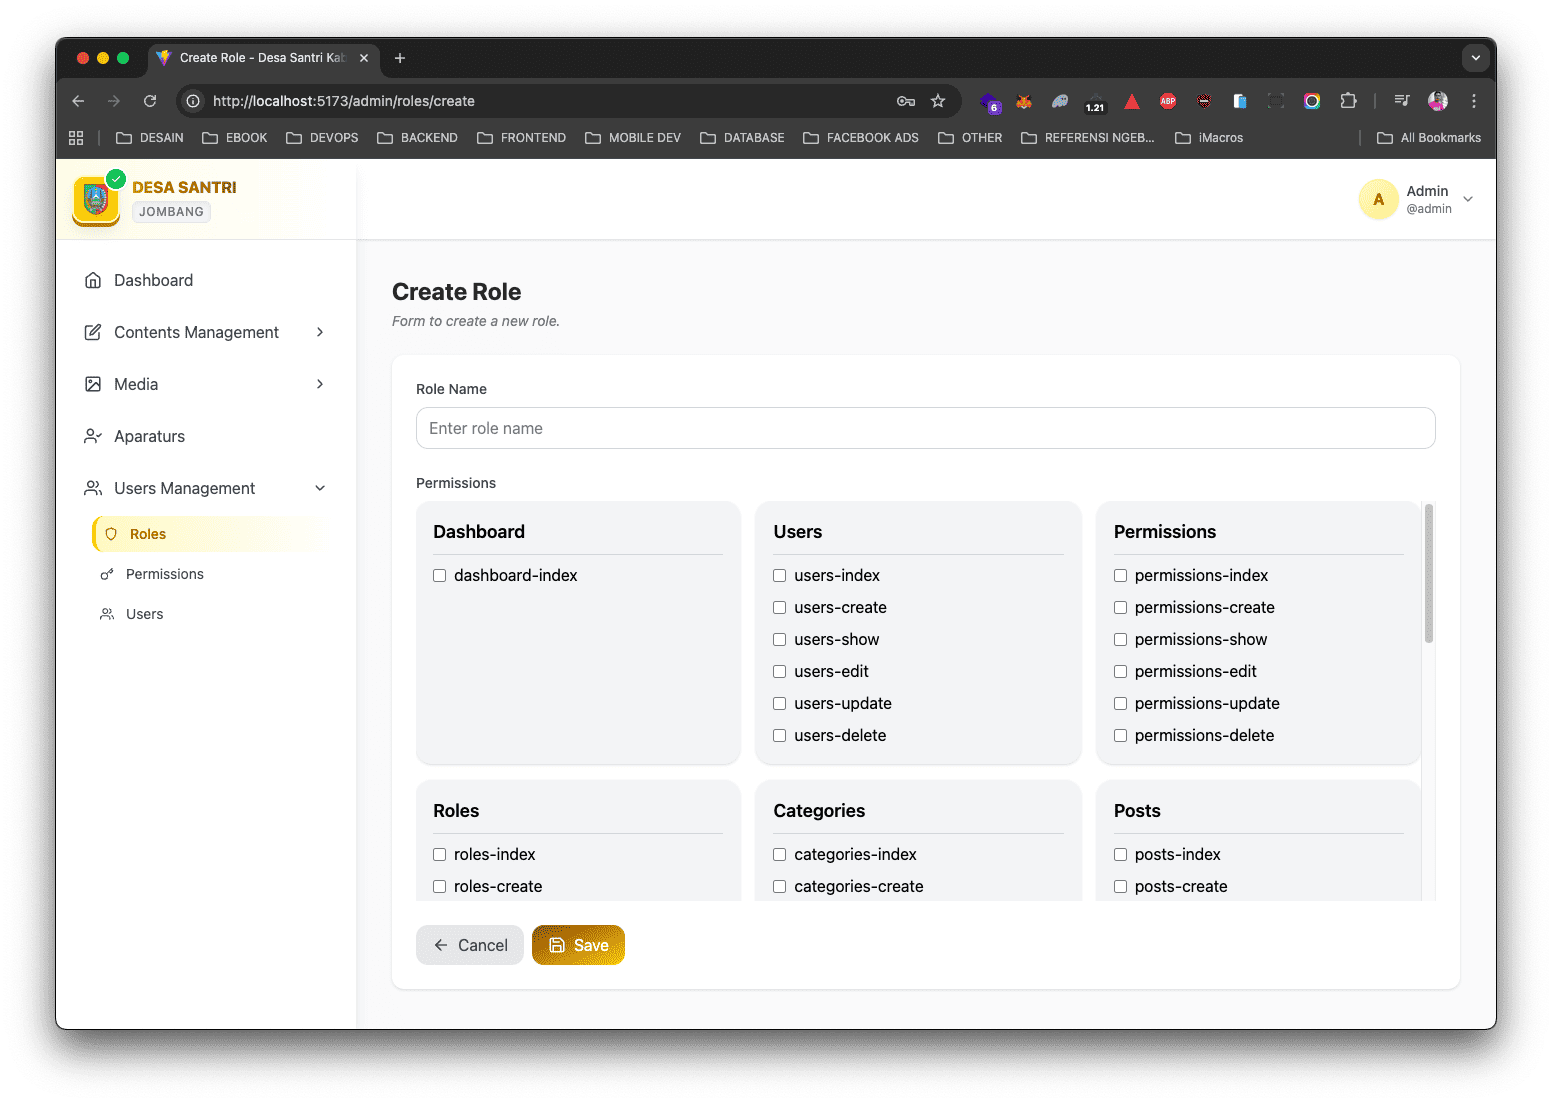 Create Role - Desa Santri Kab
http://localhost:5173/admin/roles/create
6
1.21
ABP
DESAIN
EBOOK
DEVOPS
BACKEND
FRONTEND
MOBILE DEV
DATABASE
FACEBOOK ADS
OTHER
REFERENSI NGEB...
iMacros
All Bookmarks
DESA SANTRI
JOMBANG
A
Admin
@admin
Dashboard
Contents Management
Media
Aparaturs
Users Management
Roles
Permissions
Users
Create Role
Form to create a new role.
Role Name
Enter role name
Permissions
Dashboard
dashboard-index
Users
users-index
users-create
users-show
users-edit
users-update
users-delete
Permissions
permissions-index
permissions-create
permissions-show
permissions-edit
permissions-update
permissions-delete
Roles
roles-index
roles-create
Categories
categories-index
categories-create
Posts
posts-index
posts-create
Cancel
Save